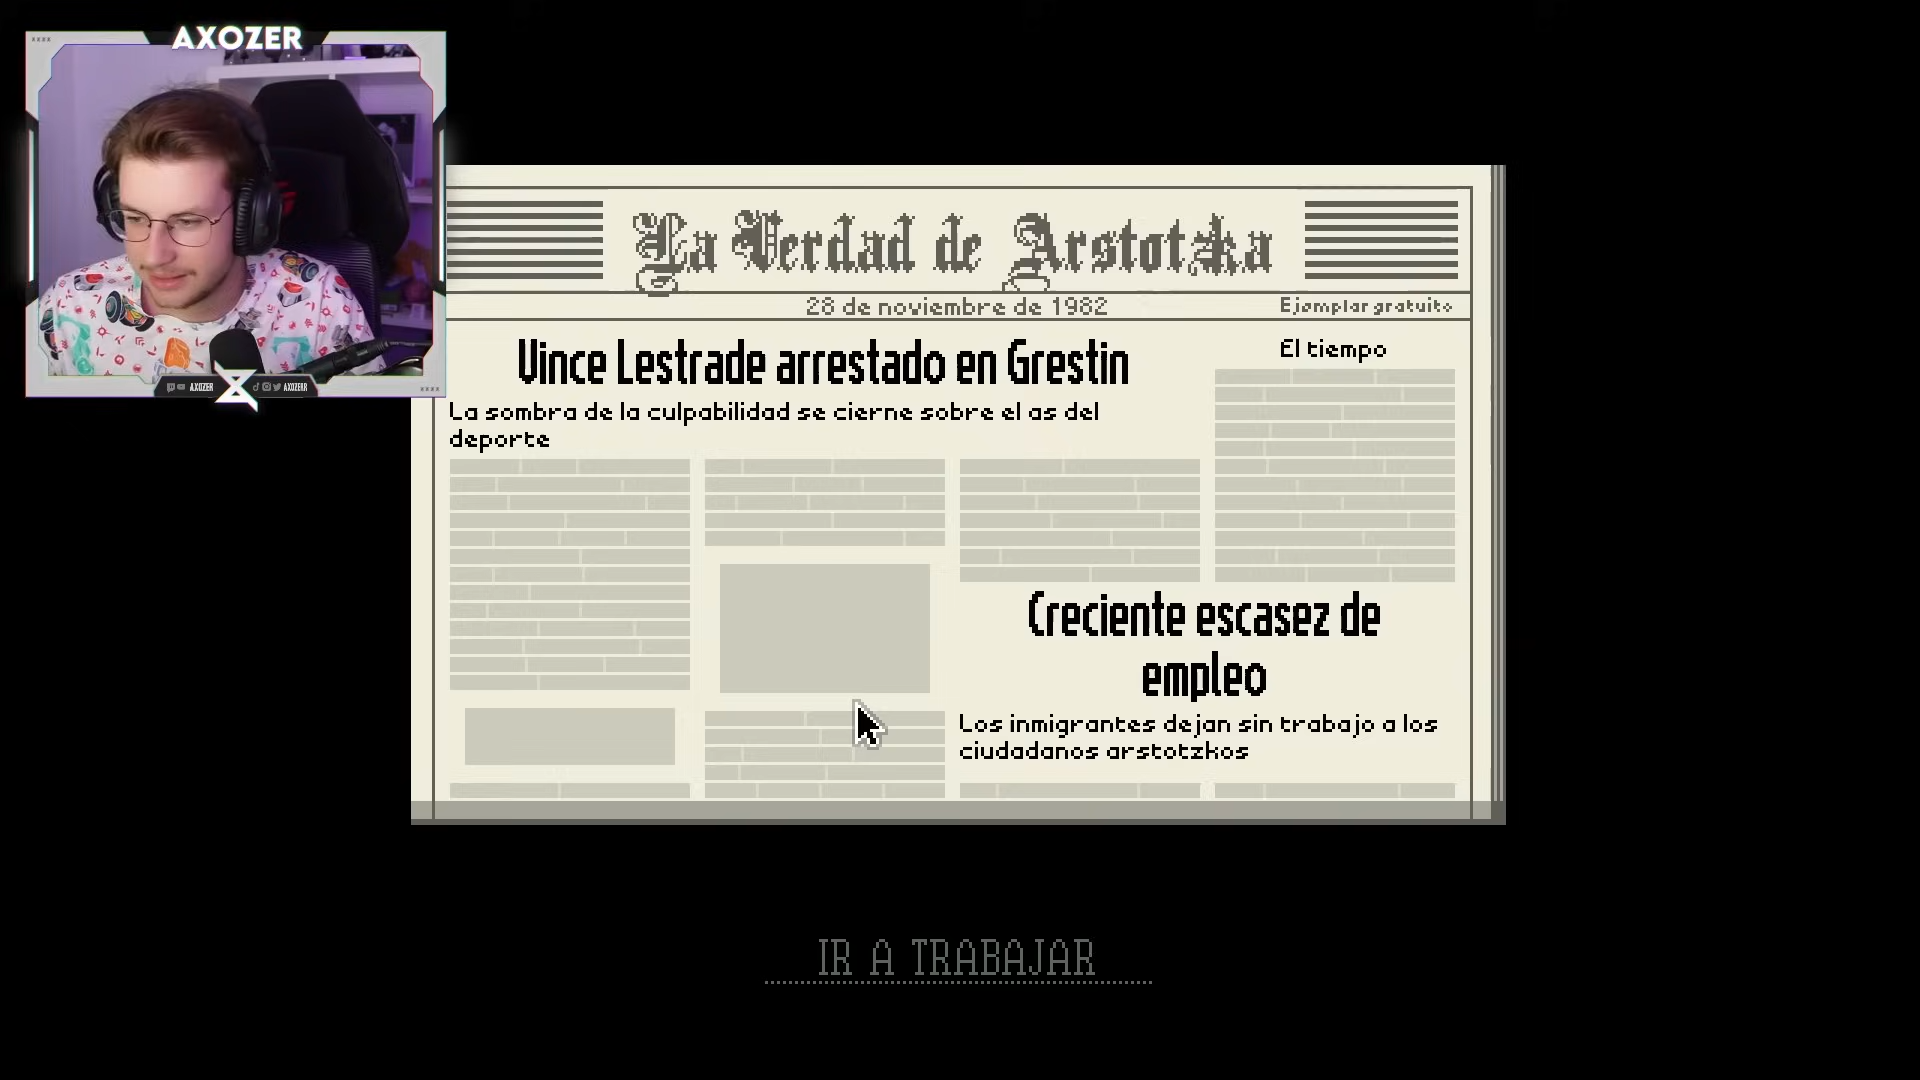 AXOZER
AXOZER
AXOZERR
La Verdad de Arstotzka
28 de noviembre de 1982
Ejemplar gratuito
Vince Lestrade arrestado en Grestin
La sombra de la culpabilidad se cierne sobre el as del
deporte
El tiempo
Creciente escasez de
empleo
Los inmigrantes dejan sin trabajo a los
ciudadanos arstotzkos
IR A TRABAJAR